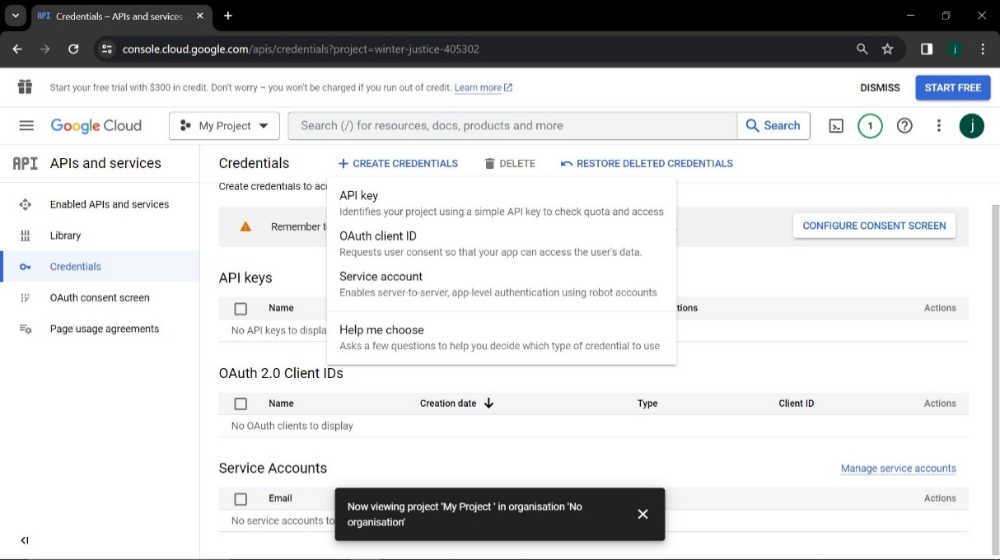 API Credentials – APIs and services
console.cloud.google.com/apis/credentials?project=winter-justice-405302
j
Start your free trial with $300 in credit. Don't worry – you won't be charged if you run out of credit. Learn more
DISMISS
START FREE
Google Cloud
My Project
Search (/) for resources, docs, products and more
Search
1
j
API APIs and services
Credentials
CREATE CREDENTIALS
DELETE
RESTORE DELETED CREDENTIALS
Enabled APIs and services
Library
Credentials
OAuth consent screen
Page usage agreements
Create credentials to
Remember
CONFIGURE CONSENT SCREEN
API key
Identifies your project using a simple API key to check quota and access
OAuth client ID
Requests user consent so that your app can access the user's data.
Service account
Enables server-to-server, app-level authentication using robot accounts
Help me choose
Asks a few questions to help you decide which type of credential to use
API keys
Name
Actions
No API keys to displa
OAuth 2.0 Client IDs
Name Creation date Type Client ID Actions
No OAuth clients to display
Service Accounts
Manage service accounts
Email
Actions
No service accounts to
Now viewing project 'My Project ' in organisation 'No
organisation'